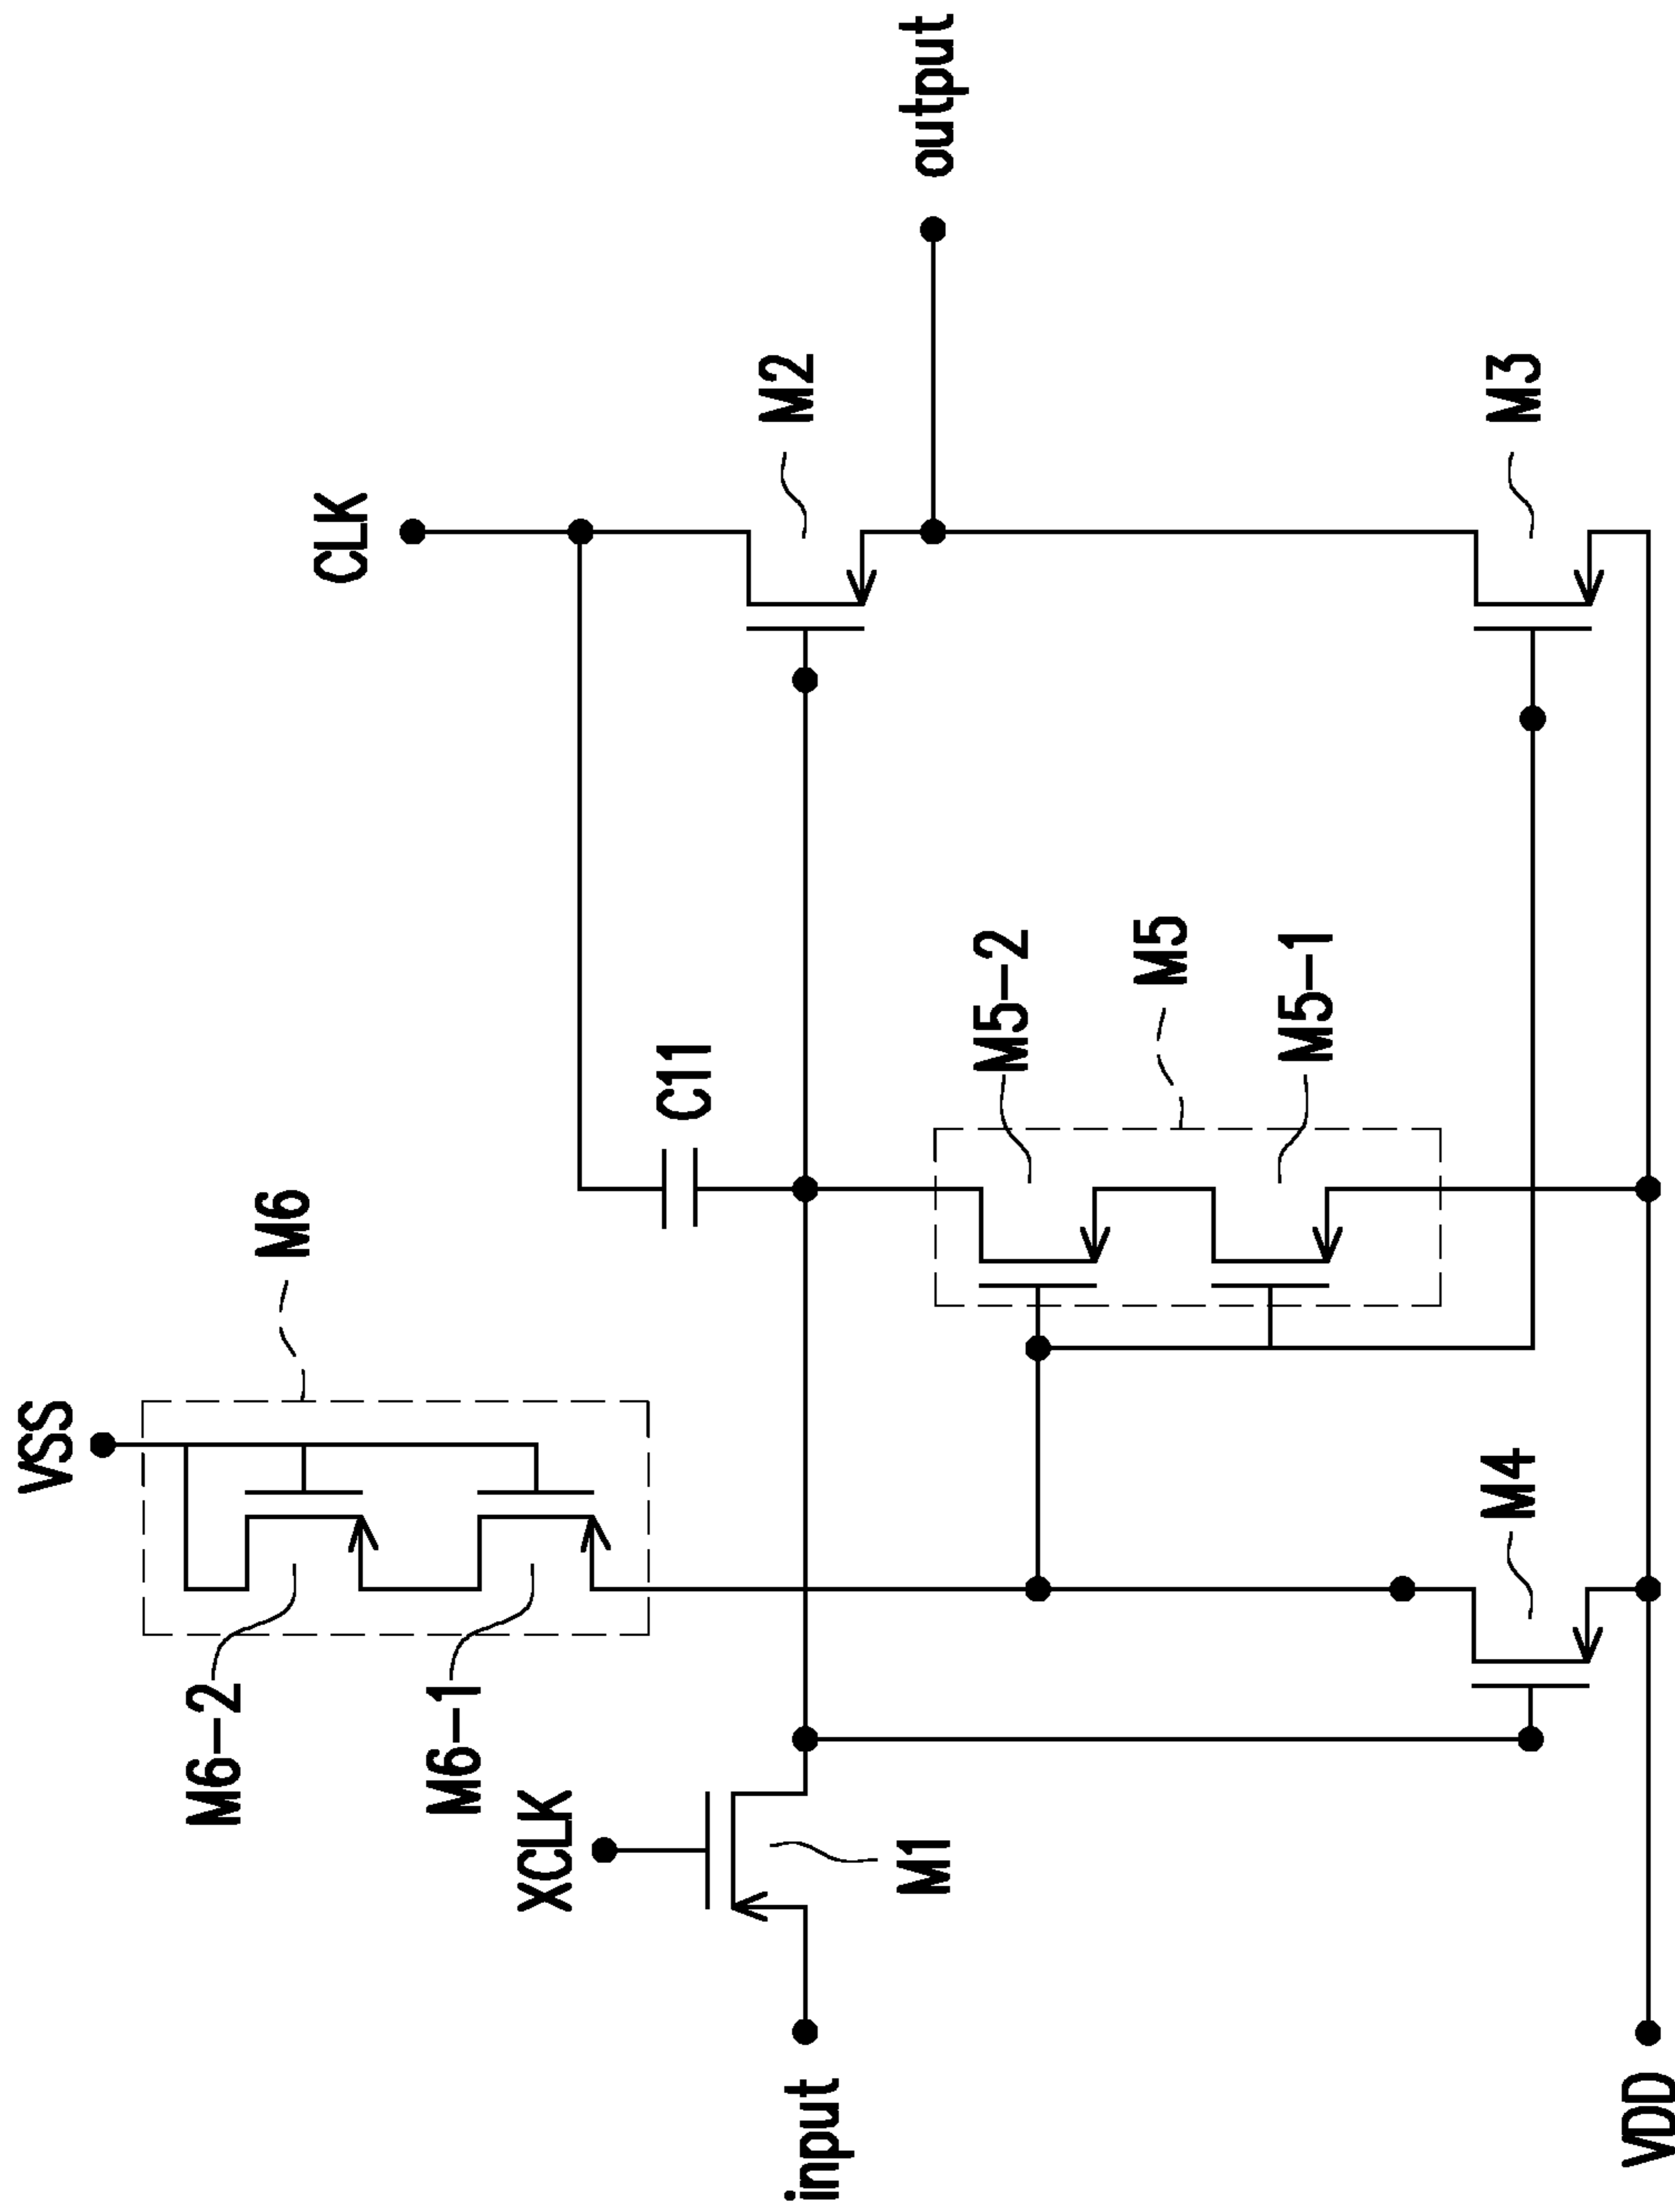 VSS
M6-2
M6
CLK
M6-1
XCLK
C11
M2
input
M1
output
M5-2
M5
M5-1
M4
M3
VDD